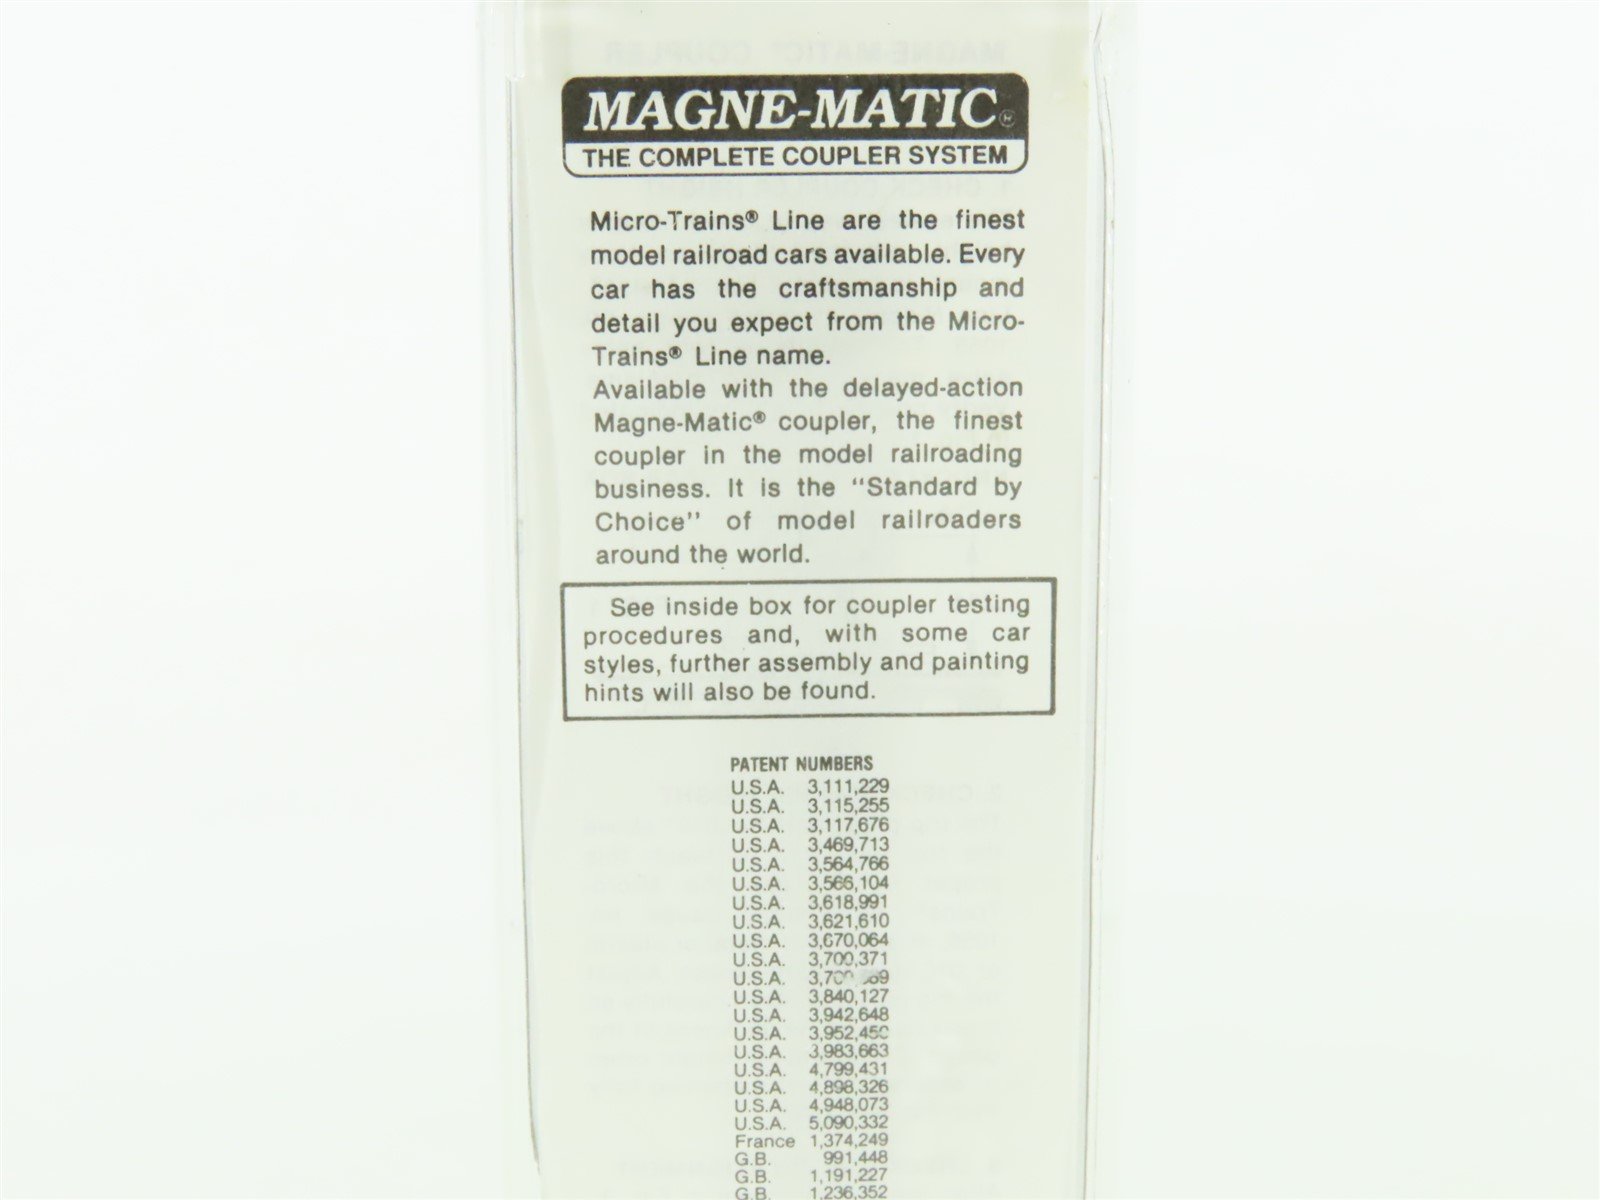 MAGNE-MATIC®
THE COMPLETE COUPLER SYSTEM
Micro-Trains® Line are the finest
model railroad cars available. Every
car has the craftsmanship and
detail you expect from the Micro-
Trains® Line name.
Available with the delayed-action
Magne-Matic® coupler, the finest
coupler in the model railroading
business. It is the “Standard by
Choice” of model railroaders
around the world.
See inside box for coupler testing
procedures and, with some car
styles, further assembly and painting
hints will also be found.
PATENT NUMBERS
U.S.A. 3,111,229
U.S.A. 3,115,255
U.S.A. 3,117,676
U.S.A. 3,469,713
U.S.A. 3,564,766
U.S.A. 3,566,104
U.S.A. 3,618,991
U.S.A. 3,621,610
U.S.A. 3,670,064
U.S.A. 3,700,371
U.S.A.
U.S.A. 3,840,127
U.S.A. 3,942,648
U.S.A.
U.S.A. 3,983,663
U.S.A. 4,799,431
U.S.A. 4,898,326
U.S.A. 4,948,073
U.S.A. 5,090,332
France 1,374,249
G.B. 991,448
G.B. 1,191,227
G.B. 1,236,352